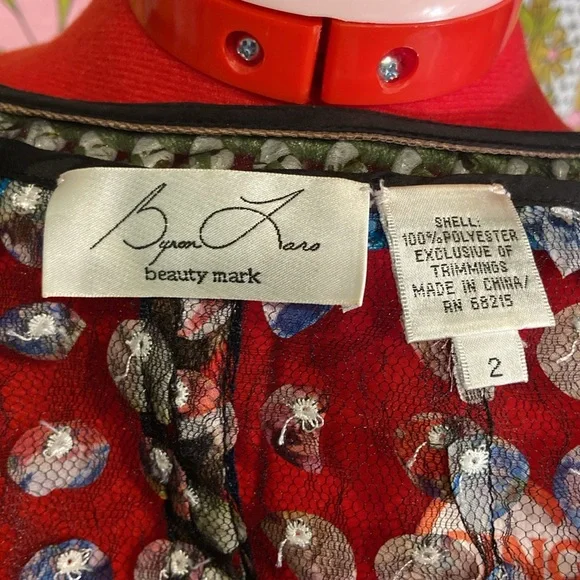 Byron Lars
beauty mark
SHELL:
100% POLYESTER
EXCLUSIVE OF
TRIMMINGS
MADE IN CHINA/
RN 68215
2